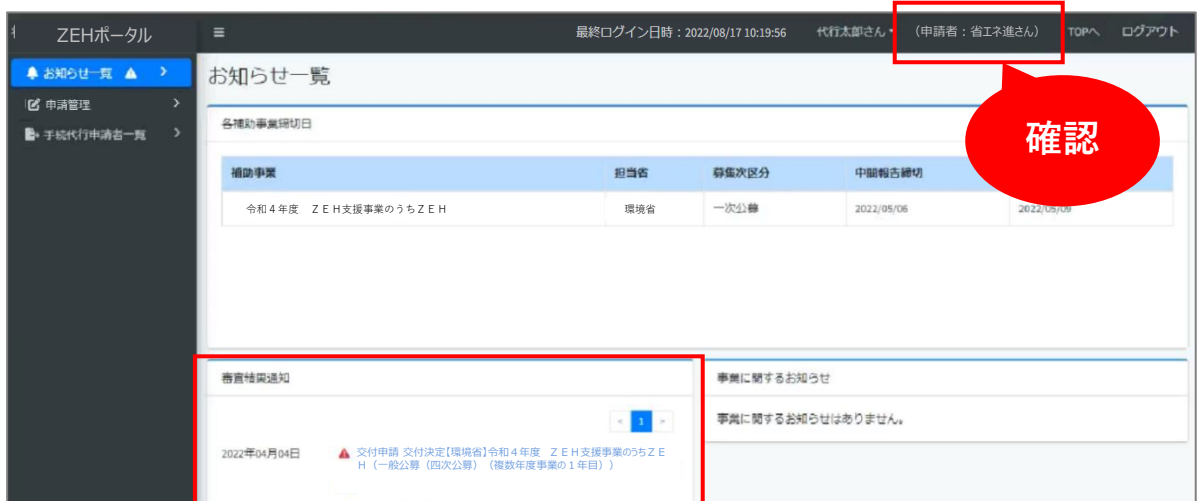 ZEHポータル
最終ログイン日時：2022/08/17 10:19:56 代行太郎さん （申請者：省エネ進さん） TOPへ ログアウト
お知らせ一覧
申請管理
手続代行申請者一覧
お知らせ一覧
確認
各補助事業締切日
補助事業 担当省 募集次区分 中間報告締切
令和４年度 ＺＥＨ支援事業のうちＺＥＨ 環境省 一次公募 2022/05/06 2022/05/09
審査結果通知
< 1 >
2022年04月04日 交付申請 交付決定【環境省】令和４年度 ＺＥＨ支援事業のうちＺＥ
Ｈ（一般公募（四次公募）（複数年度事業の１年目））
事業に関するお知らせ
事業に関するお知らせはありません。